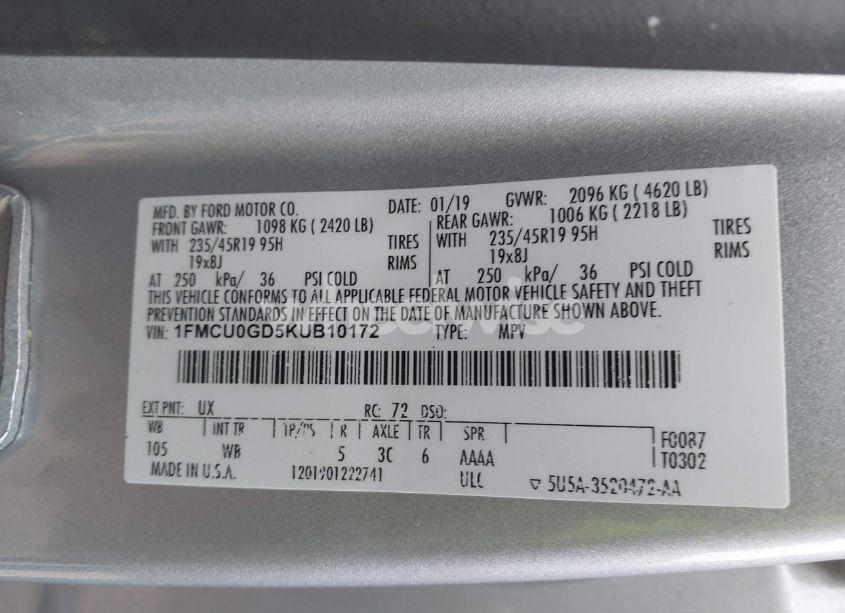 MFD. BY FORD MOTOR CO. DATE: 01/19 GVWR: 2096 KG ( 4620 LB)
FRONT GAWR: 1098 KG ( 2420 LB) REAR GAWR: 1006 KG ( 2218 LB)
WITH 235/45R19 95H TIRES WITH 235/45R19 95H TIRES
19x8J RIMS 19x8J RIMS
AT 250 kPa/ 36 PSI COLD AT 250 kPa/ 36 PSI COLD
THIS VEHICLE CONFORMS TO ALL APPLICABLE FEDERAL MOTOR VEHICLE SAFETY AND THEFT
PREVENTION STANDARDS IN EFFECT ON THE DATE OF MANUFACTURE SHOWN ABOVE.
VIN: 1FMCU0GD5KUB10172 TYPE: MPV
EXT PNT: UX RC: 72 DSO:
WB INT TR TP/PS R AXLE TR SPR F0087
105 WB 5 3C 6 AAAA T0302
MADE IN U.S.A. 1201901222741 ULC ▽ 5U5A-3520472-AA